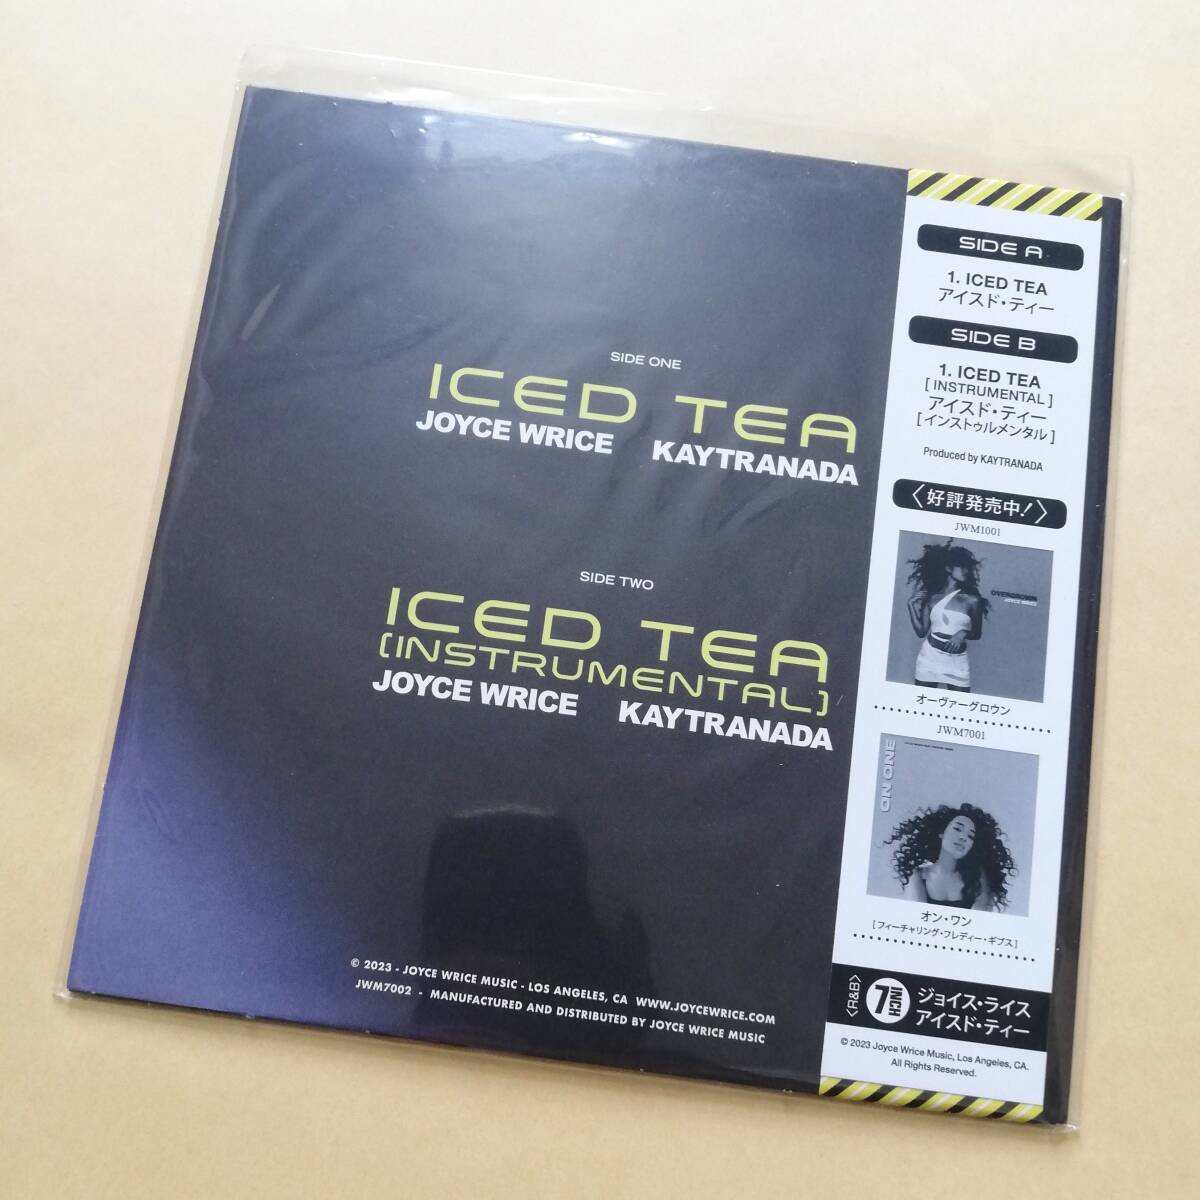 SIDE ONE
ICED TEA
JOYCE WRICE KAYTRANADA
SIDE TWO
ICED TEA
[INSTRUMENTAL]
JOYCE WRICE KAYTRANADA
© 2023 - JOYCE WRICE MUSIC - LOS ANGELES, CA WWW.JOYCEWRICE.COM
JWM7002 - MANUFACTURED AND DISTRIBUTED BY JOYCE WRICE MUSIC
SIDE A
1. ICED TEA
アイスド・ティー
SIDE B
1. ICED TEA
[ INSTRUMENTAL ]
アイスド・ティー
[ インストゥルメンタル ]
Produced by KAYTRANADA
〈好評発売中!〉
JWM1001
OVERGROWN
JOYCE WRICE
オーヴァーグロウン
JWM7001
ON ONE
オン・ワン
[フィーチャリング・フレディー・ギブス]
〈R&B〉
7 INCH
ジョイス・ライス
アイスド・ティー
© 2023 Joyce Wrice Music, Los Angeles, CA.
All Rights Reserved.